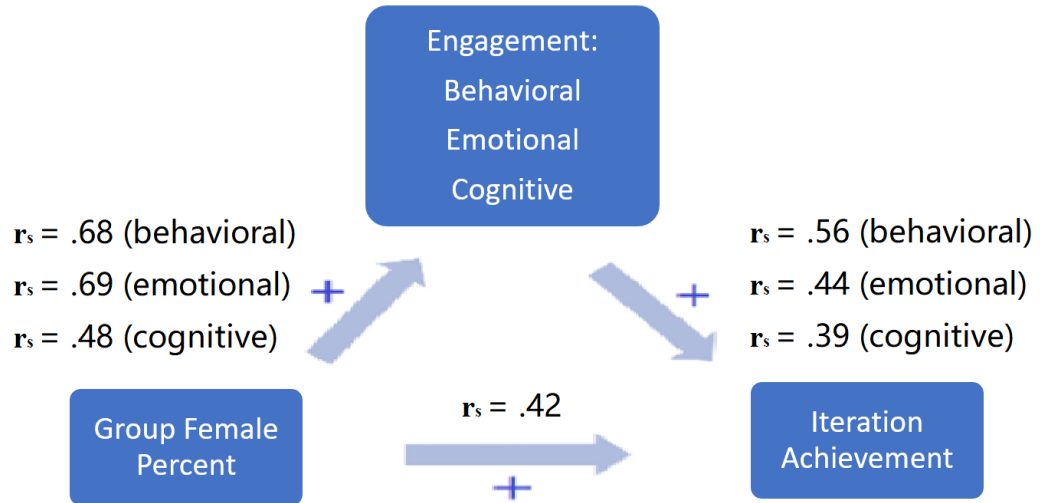 Engagement:
Behavioral
Emotional
Cognitive
rs = .68 (behavioral)
rs = .69 (emotional)
rs = .48 (cognitive)
+
rs = .56 (behavioral)
rs = .44 (emotional)
rs = .39 (cognitive)
+
Group Female
Percent
rs = .42
+
Iteration
Achievement